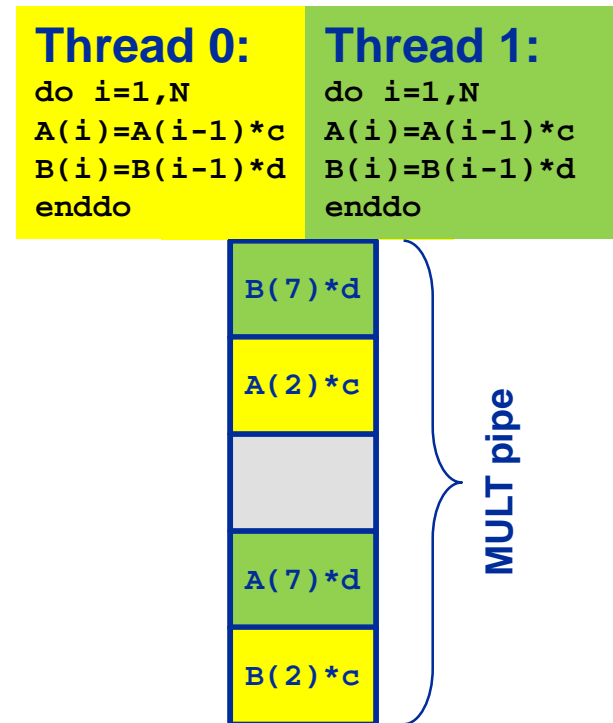 Thread 0:
do i=1,N
A(i)=A(i-1)*c
B(i)=B(i-1)*d
enddo
Thread 1:
do i=1,N
A(i)=A(i-1)*c
B(i)=B(i-1)*d
enddo
B(7)*d
A(2)*c
A(7)*d
B(2)*c
MULT pipe